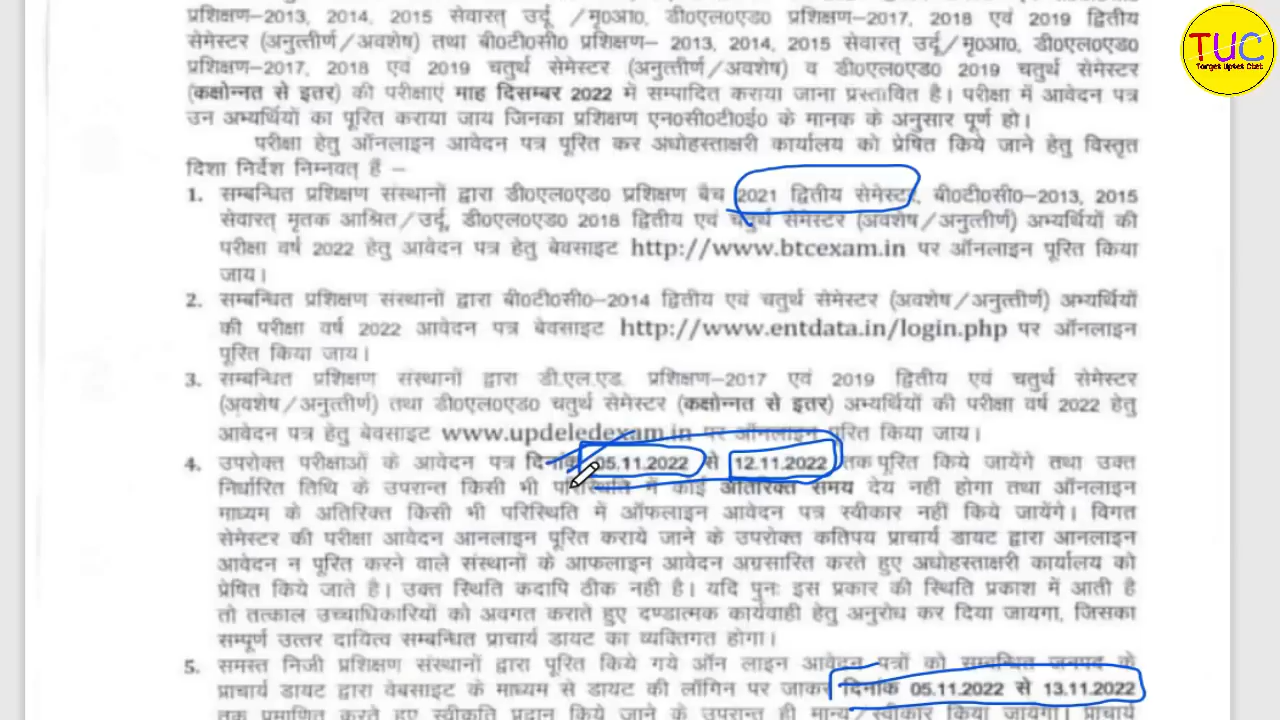 प्रशिक्षण-2013, 2014, 2015 सेवारत् उर्दू /मृ०आ०, डी०एल०एड० प्रशिक्षण-2017, 2018 एवं 2019 द्वितीय
सेमेस्टर (अनुत्तीर्ण/अवशेष) तथा बी०टी०सी० प्रशिक्षण- 2013, 2014, 2015 सेवारत् उर्दू/मृ०आ०, डी०एल०एड०
प्रशिक्षण-2017, 2018 एवं 2019 चतुर्थ सेमेस्टर (अनुत्तीर्ण/अवशेष) व डी०एल०एड० 2019 चतुर्थ सेमेस्टर
(कक्षोन्नत से इतर) की परीक्षाएं माह दिसम्बर 2022 में सम्पादित कराया जाना प्रस्तावित है। परीक्षा में आवेदन पत्र
उन अभ्यर्थियों का पूरित कराया जाय जिनका प्रशिक्षण एन०सी०टी०ई० के मानक के अनुसार पूर्ण हो।
परीक्षा हेतु ऑनलाइन आवेदन पत्र पूरित कर अधोहस्ताक्षरी कार्यालय को प्रेषित किये जाने हेतु विस्तृत
दिशा निर्देश निम्नवत् हैं –
1. सम्बन्धित प्रशिक्षण संस्थानों द्वारा डी०एल०एड० प्रशिक्षण बैच 2021 द्वितीय सेमेस्टर, बी०टी०सी०-2013, 2015
सेवारत् मृतक आश्रित/उर्दू, डी०एल०एड० 2018 द्वितीय एवं चतुर्थ सेमेस्टर (अवशेष/अनुत्तीर्ण) अभ्यर्थियों की
परीक्षा वर्ष 2022 हेतु आवेदन पत्र हेतु बेवसाइट http://www.btcexam.in पर ऑनलाइन पूरित किया
जाय।
2. सम्बन्धित प्रशिक्षण संस्थानों द्वारा बी०टी०सी०-2014 द्वितीय एवं चतुर्थ सेमेस्टर (अवशेष/अनुत्तीर्ण) अभ्यर्थियों
की परीक्षा वर्ष 2022 आवेदन पत्र बेवसाइट http://www.entdata.in/login.php पर ऑनलाइन
पूरित किया जाय।
3. सम्बन्धित प्रशिक्षण संस्थानों द्वारा डी.एल.एड. प्रशिक्षण-2017 एवं 2019 द्वितीय एवं चतुर्थ सेमेस्टर
(अवशेष/अनुत्तीर्ण) तथा डी०एल०एड० चतुर्थ सेमेस्टर (कक्षोन्नत से इतर) अभ्यर्थियों की परीक्षा वर्ष 2022 हेतु
आवेदन पत्र हेतु बेवसाइट www.updeledexam.in पर ऑनलाइन पूरित किया जाय।
4. उपरोक्त परीक्षाओं के आवेदन पत्र दिनांक 05.11.2022 से 12.11.2022 तक पूरित किये जायेंगे तथा उक्त
निर्धारित तिथि के उपरान्त किसी भी परिस्थिति में कोई अतिरिक्त समय देय नहीं होगा तथा ऑनलाइन
माध्यम के अतिरिक्त किसी भी परिस्थिति में ऑफलाइन आवेदन पत्र स्वीकार नहीं किये जायेंगे। विगत
सेमेस्टर की परीक्षा आवेदन आनलाइन पूरित कराये जाने के उपरोक्त कतिपय प्राचार्य डायट द्वारा आनलाइन
आवेदन न पूरित करने वाले संस्थानों के आफलाइन आवेदन अग्रसारित करते हुए अधोहस्ताक्षरी कार्यालय को
प्रेषित किये जाते है। उक्त स्थिति कदापि ठीक नही है। यदि पुनः इस प्रकार की स्थिति प्रकाश में आती है
तो तत्काल उच्चाधिकारियों को अवगत कराते हुए दण्डात्मक कार्यवाही हेतु अनुरोध कर दिया जायगा, जिसका
सम्पूर्ण उत्तर दायित्व सम्बन्धित प्राचार्य डायट का व्यक्तिगत होगा।
5. समस्त निजी प्रशिक्षण संस्थानों द्वारा पूरित किये गये ऑन लाइन आवेदन पत्रों को सम्बन्धित जनपद के
प्राचार्य डायट द्वारा वेबसाइट के माध्यम से डायट की लॉगिन पर जाकर दिनांक 05.11.2022 से 13.11.2022
तक प्रमाणित करते हुए स्वीकृति प्रदान किये जाने के उपरान्त ही मान्य/स्वीकार किया जायेगा। प्राचार्य
TUC
Target Uptet Ctet